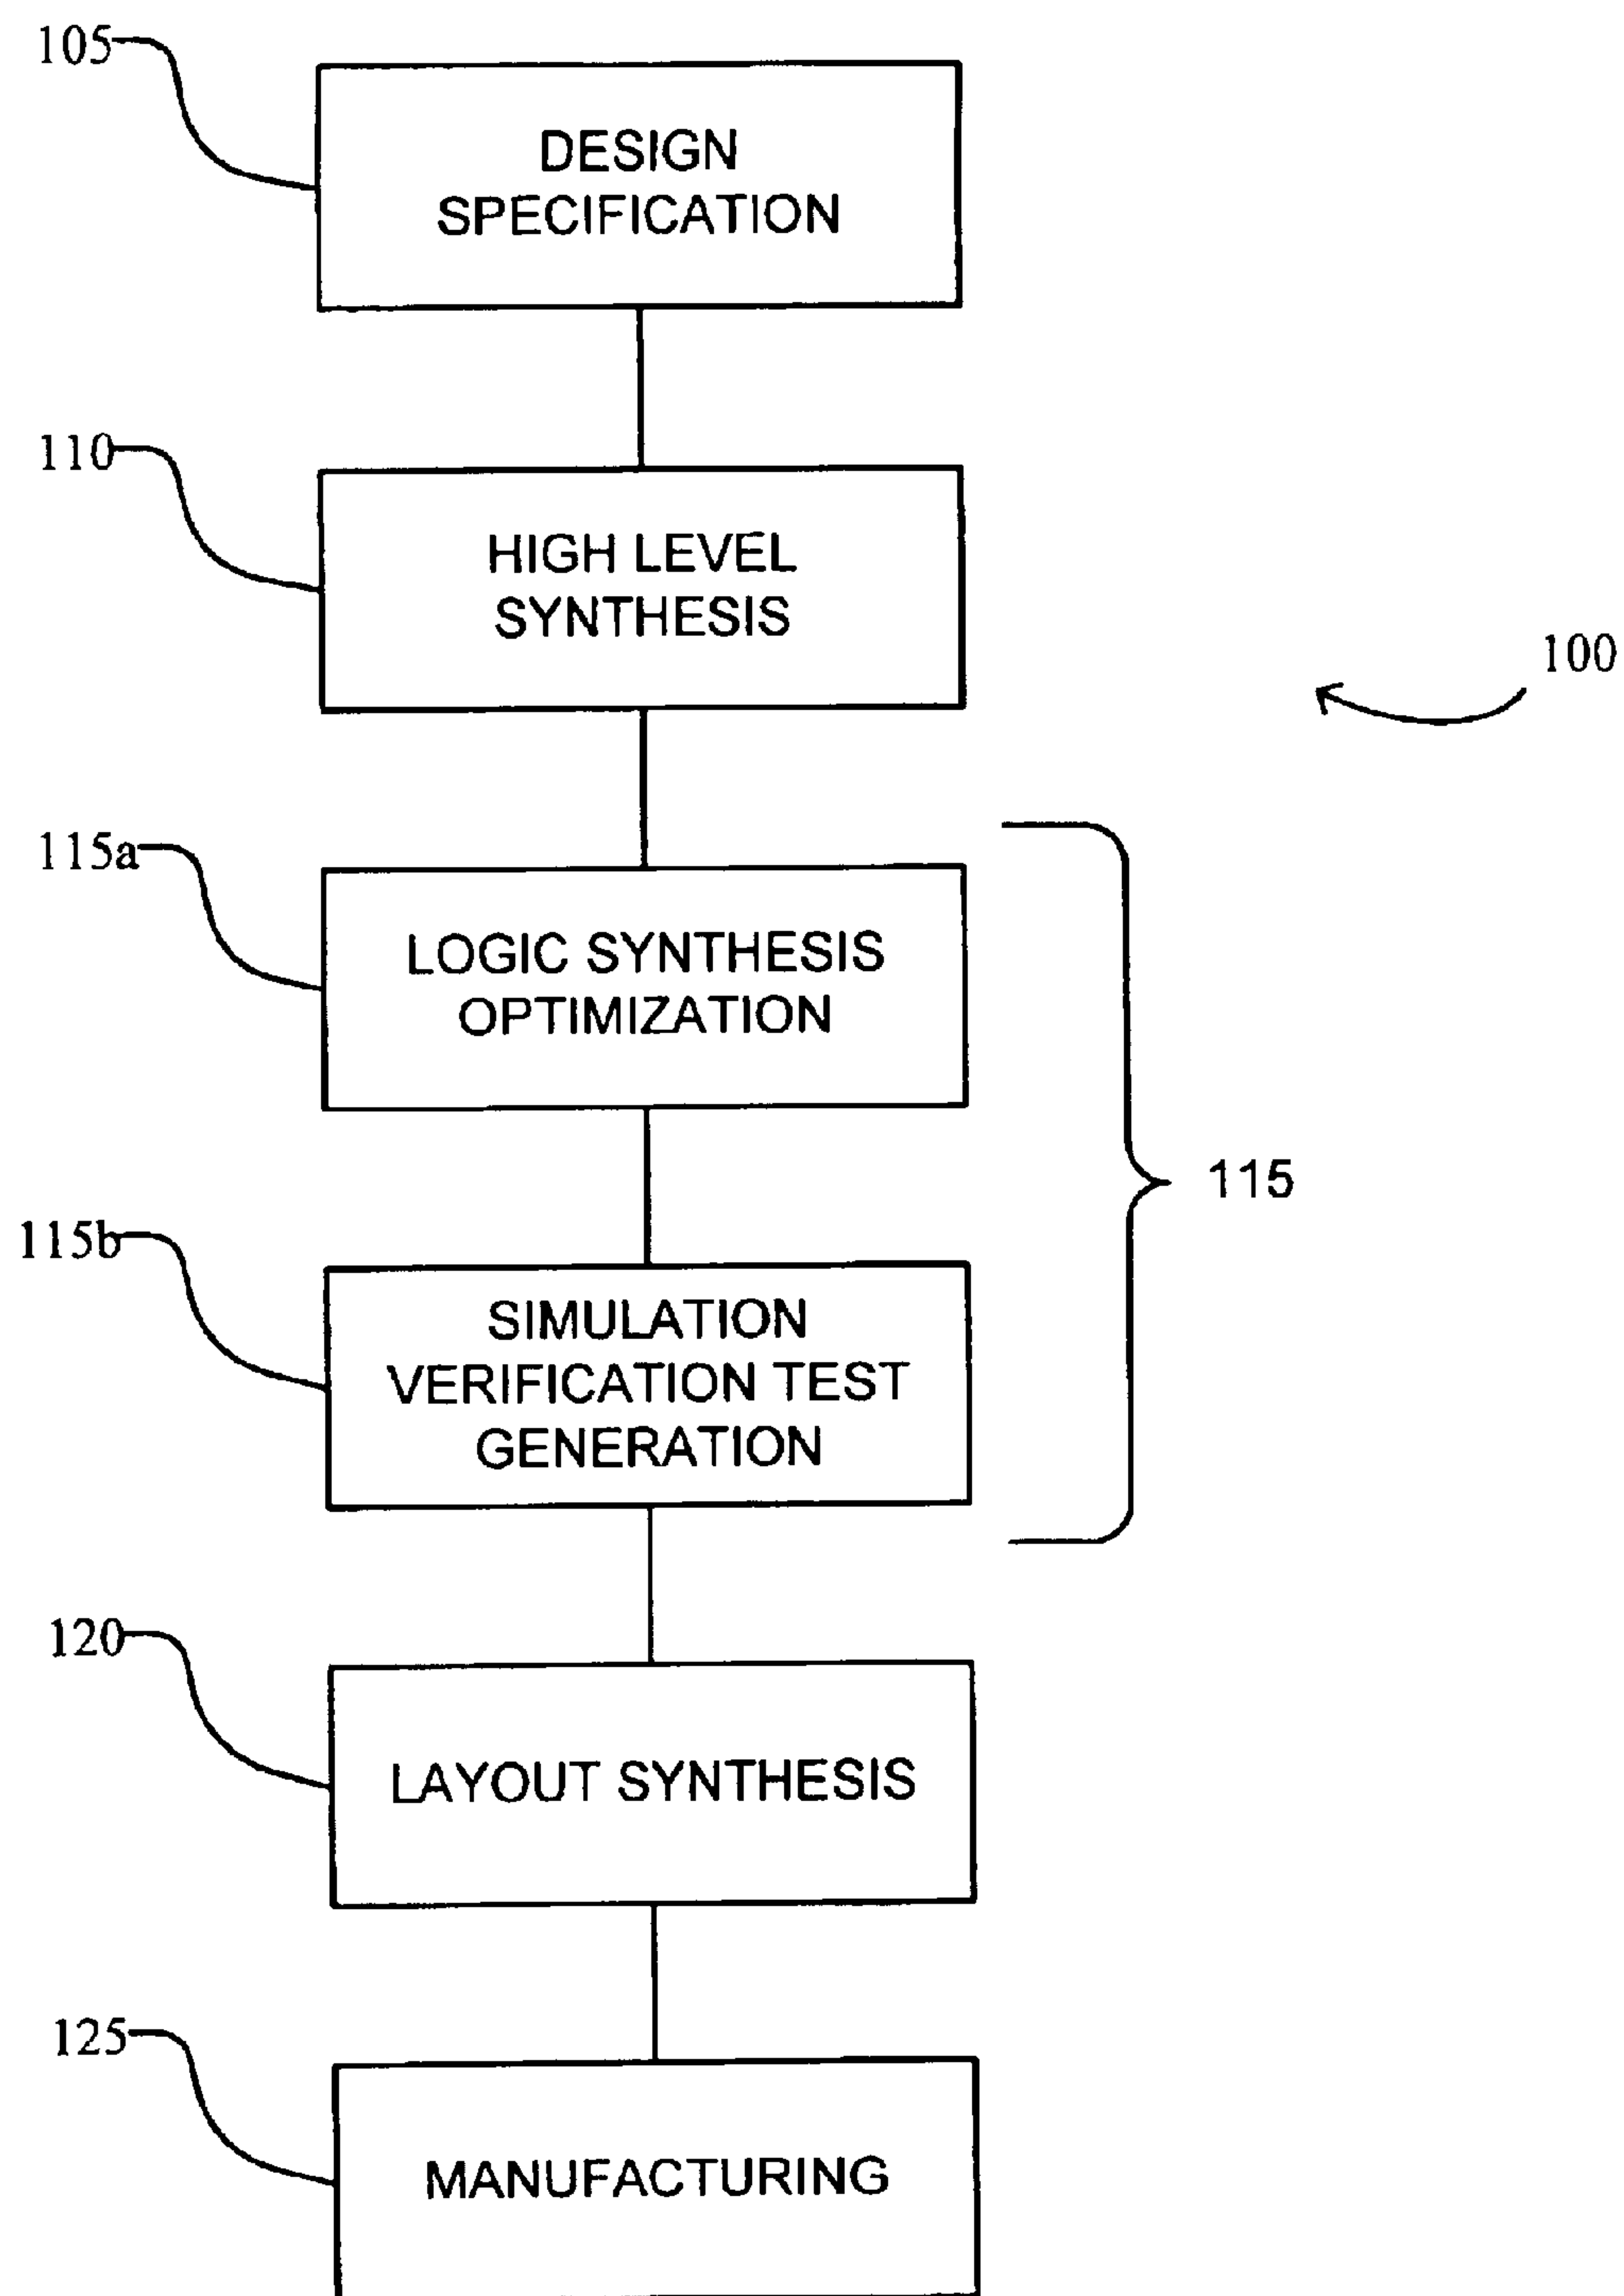 105
DESIGN
SPECIFICATION
110
HIGH LEVEL
SYNTHESIS
100
115a
LOGIC SYNTHESIS
OPTIMIZATION
115
115b
SIMULATION
VERIFICATION TEST
GENERATION
120
LAYOUT SYNTHESIS
125
MANUFACTURING